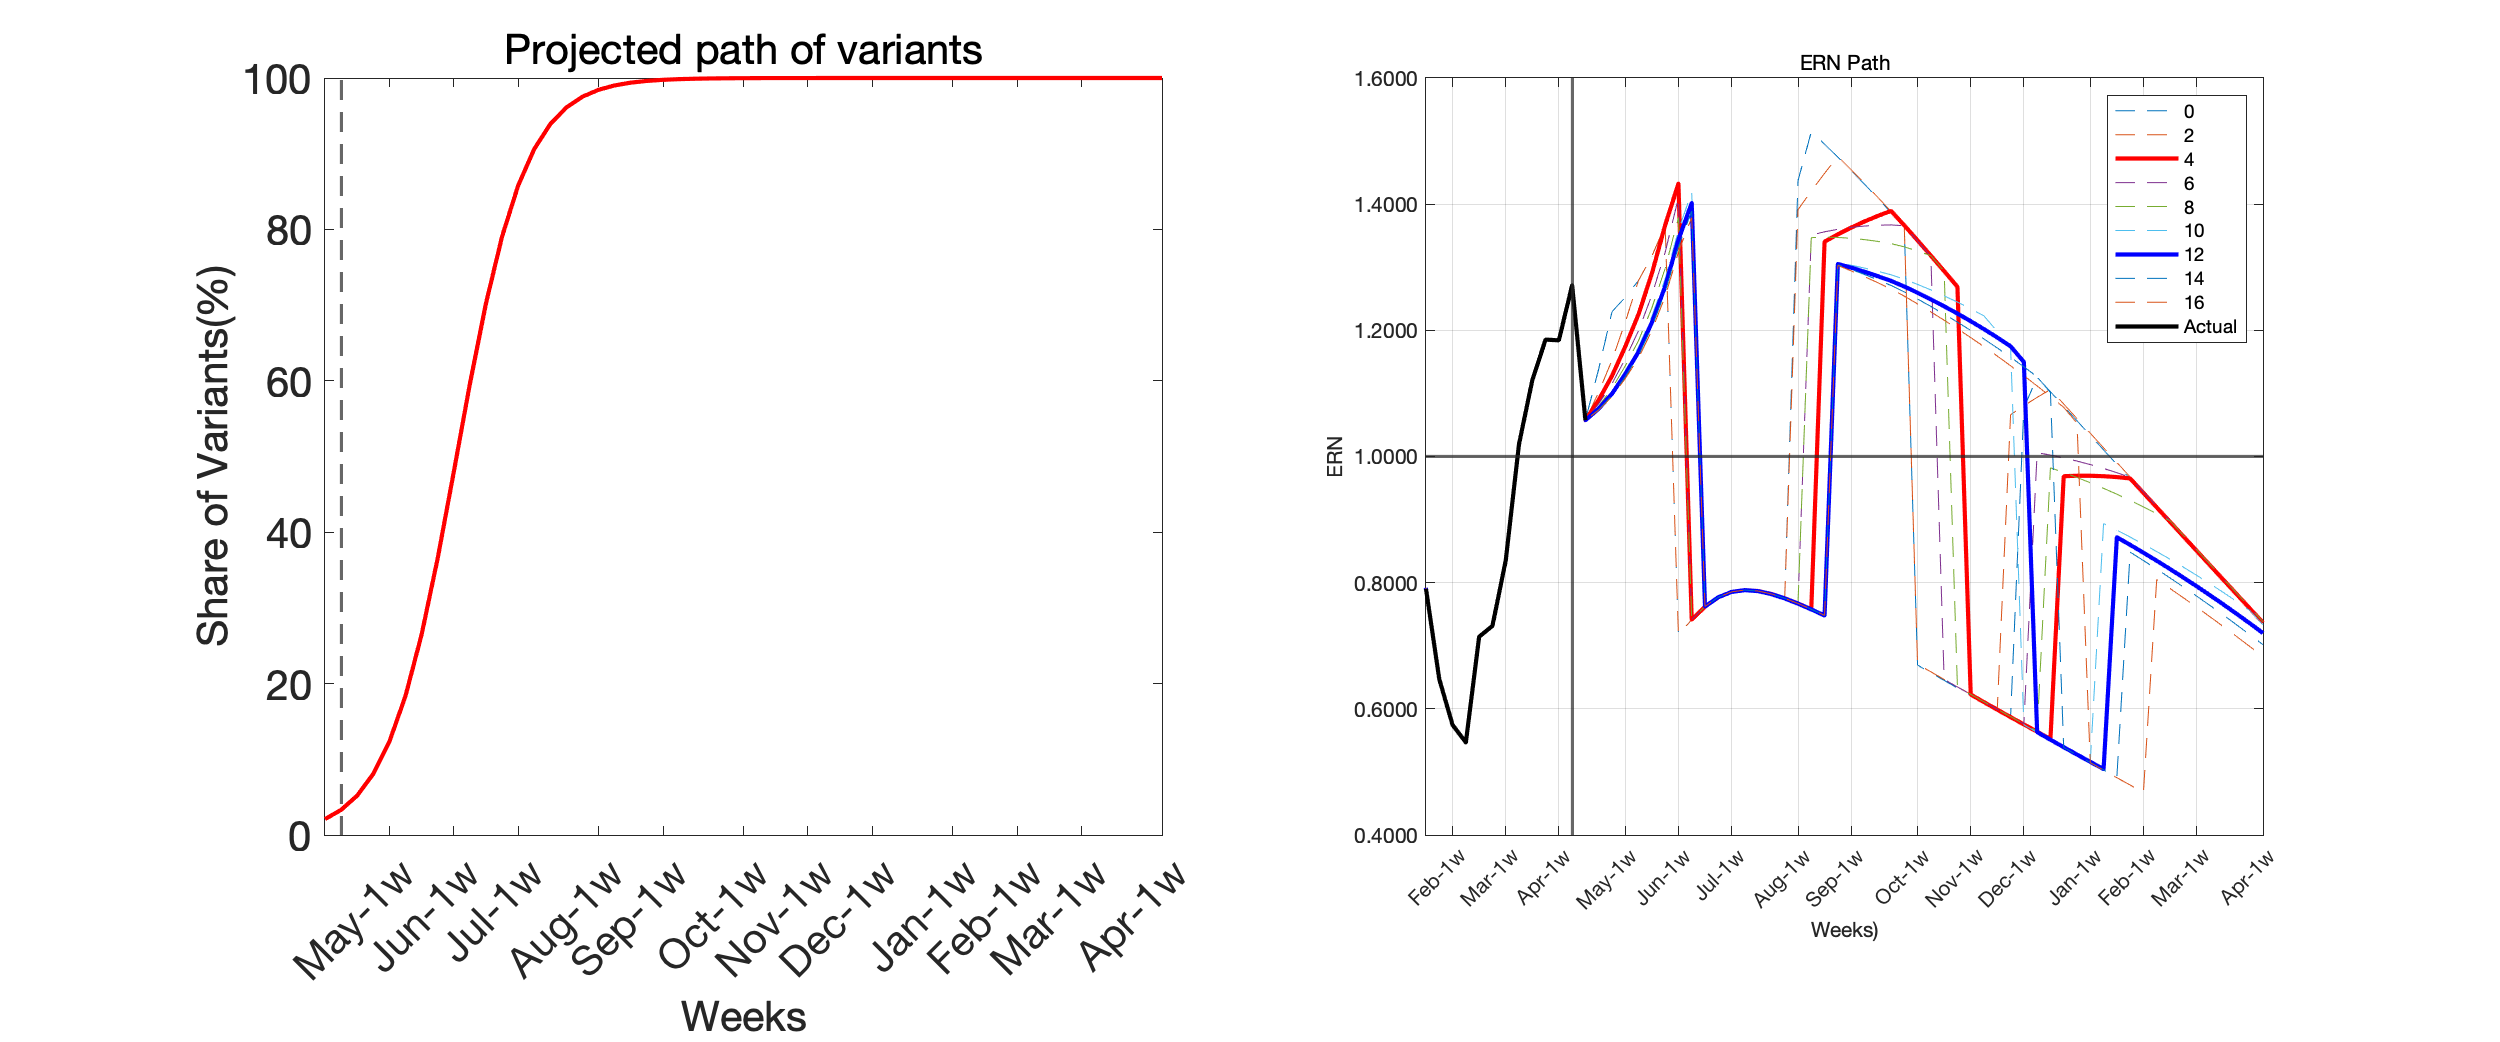 Projected path of variants
Share of Variants(%)
100
80
60
40
20
0
May-1w
Jun-1w
Jul-1w
Aug-1w
Sep-1w
Oct-1w
Nov-1w
Dec-1w
Jan-1w
Feb-1w
Mar-1w
Apr-1w
Weeks
ERN Path
ERN
1.6000
1.4000
1.2000
1.0000
0.8000
0.6000
0.4000
0
2
4
6
8
10
12
14
16
Actual
Feb-1w
Mar-1w
Apr-1w
May-1w
Jun-1w
Jul-1w
Aug-1w
Sep-1w
Oct-1w
Nov-1w
Dec-1w
Jan-1w
Feb-1w
Mar-1w
Apr-1w
Weeks)